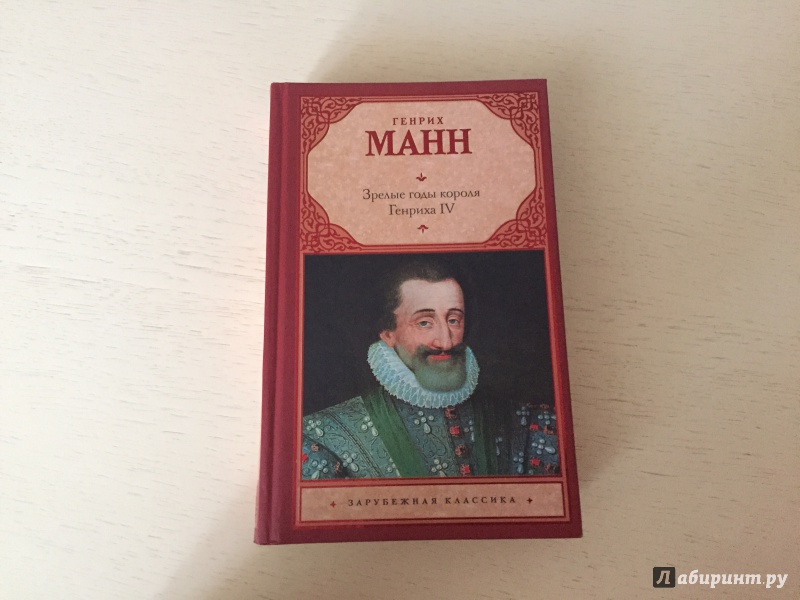 ГЕНРИХ
МАНН
Зрелые годы короля
Генриха IV
ЗАРУБЕЖНАЯ КЛАССИКА
Лабиринт.ру